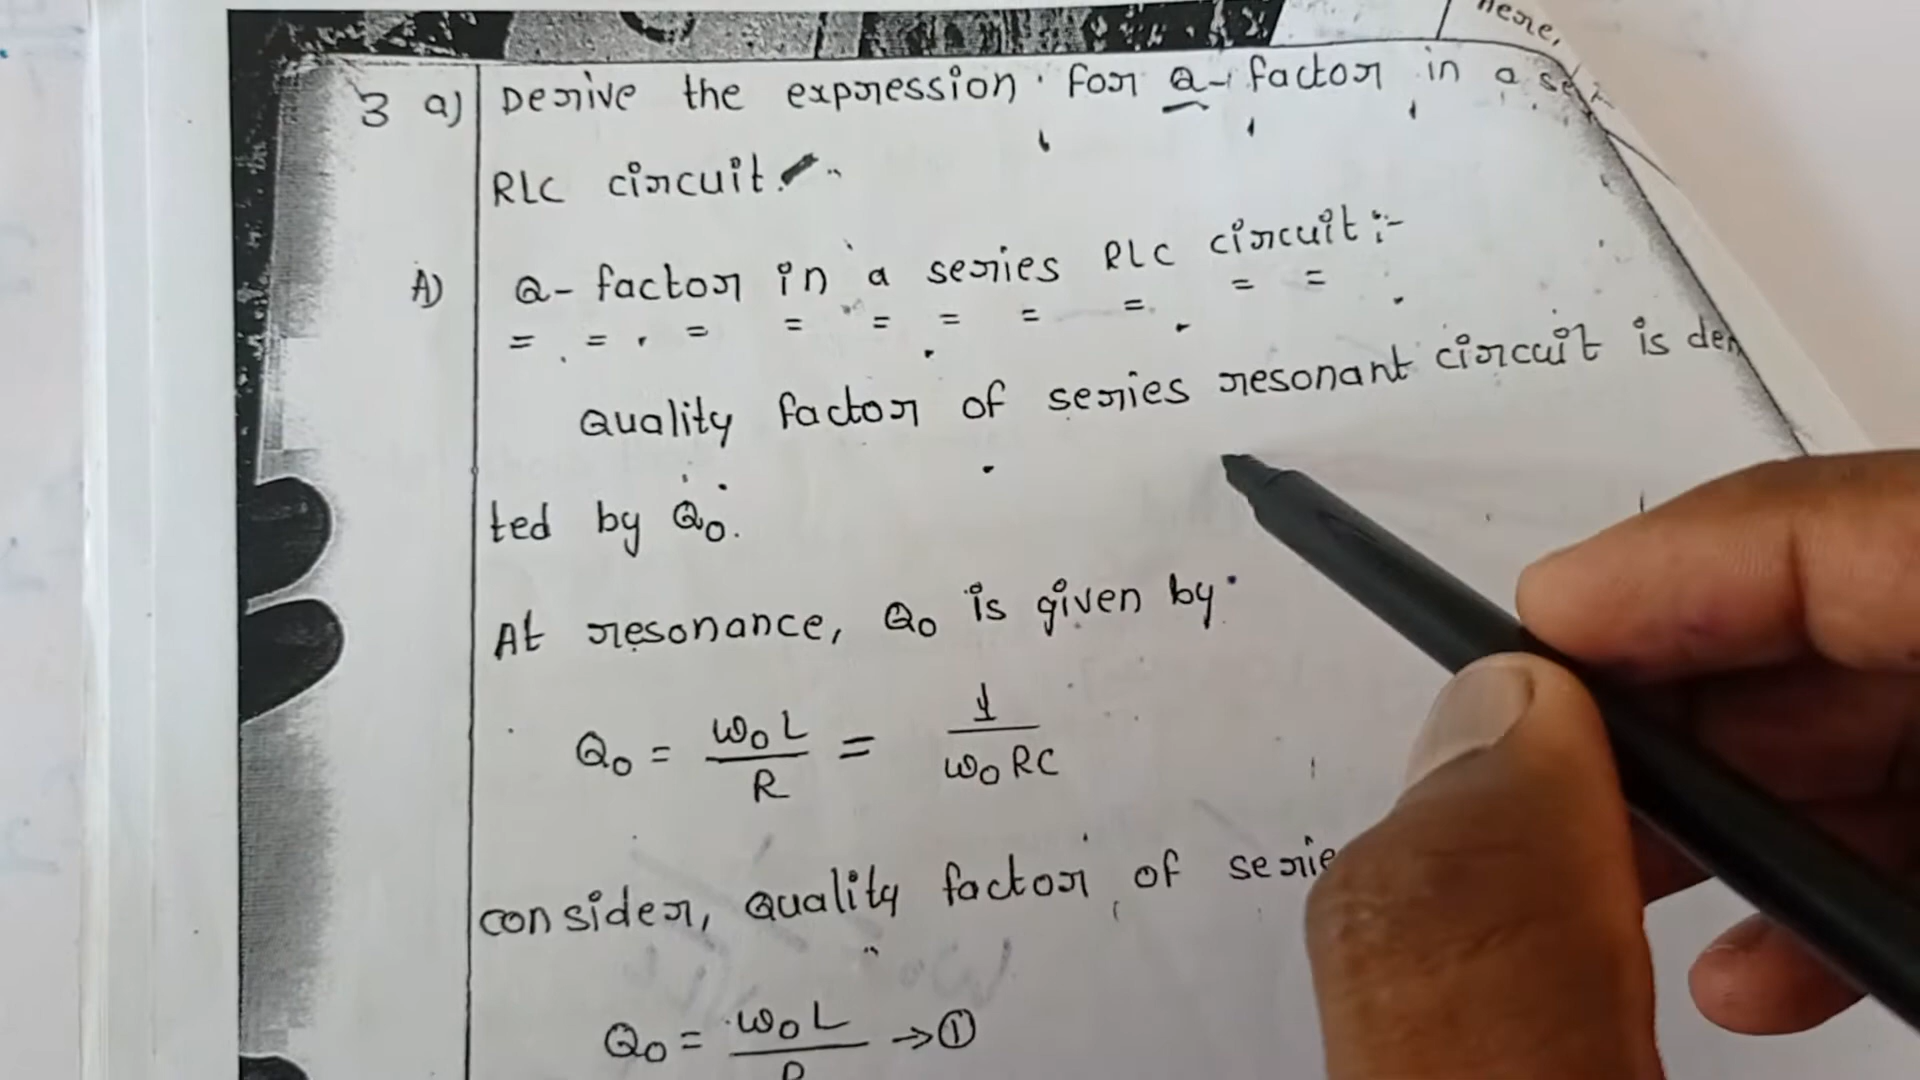 here,
3 a) Derive the expression for Q-factor in a
RLC circuit.
A) Q-factor in a series RLC circuit:-
Quality factor of series resonant circuit is
ted by Q₀.
At resonance, Q₀ is given by
Q₀ = ω₀L/R = 1/ω₀RC
consider, Quality factor of serie
Q₀ = ω₀L/R → ①